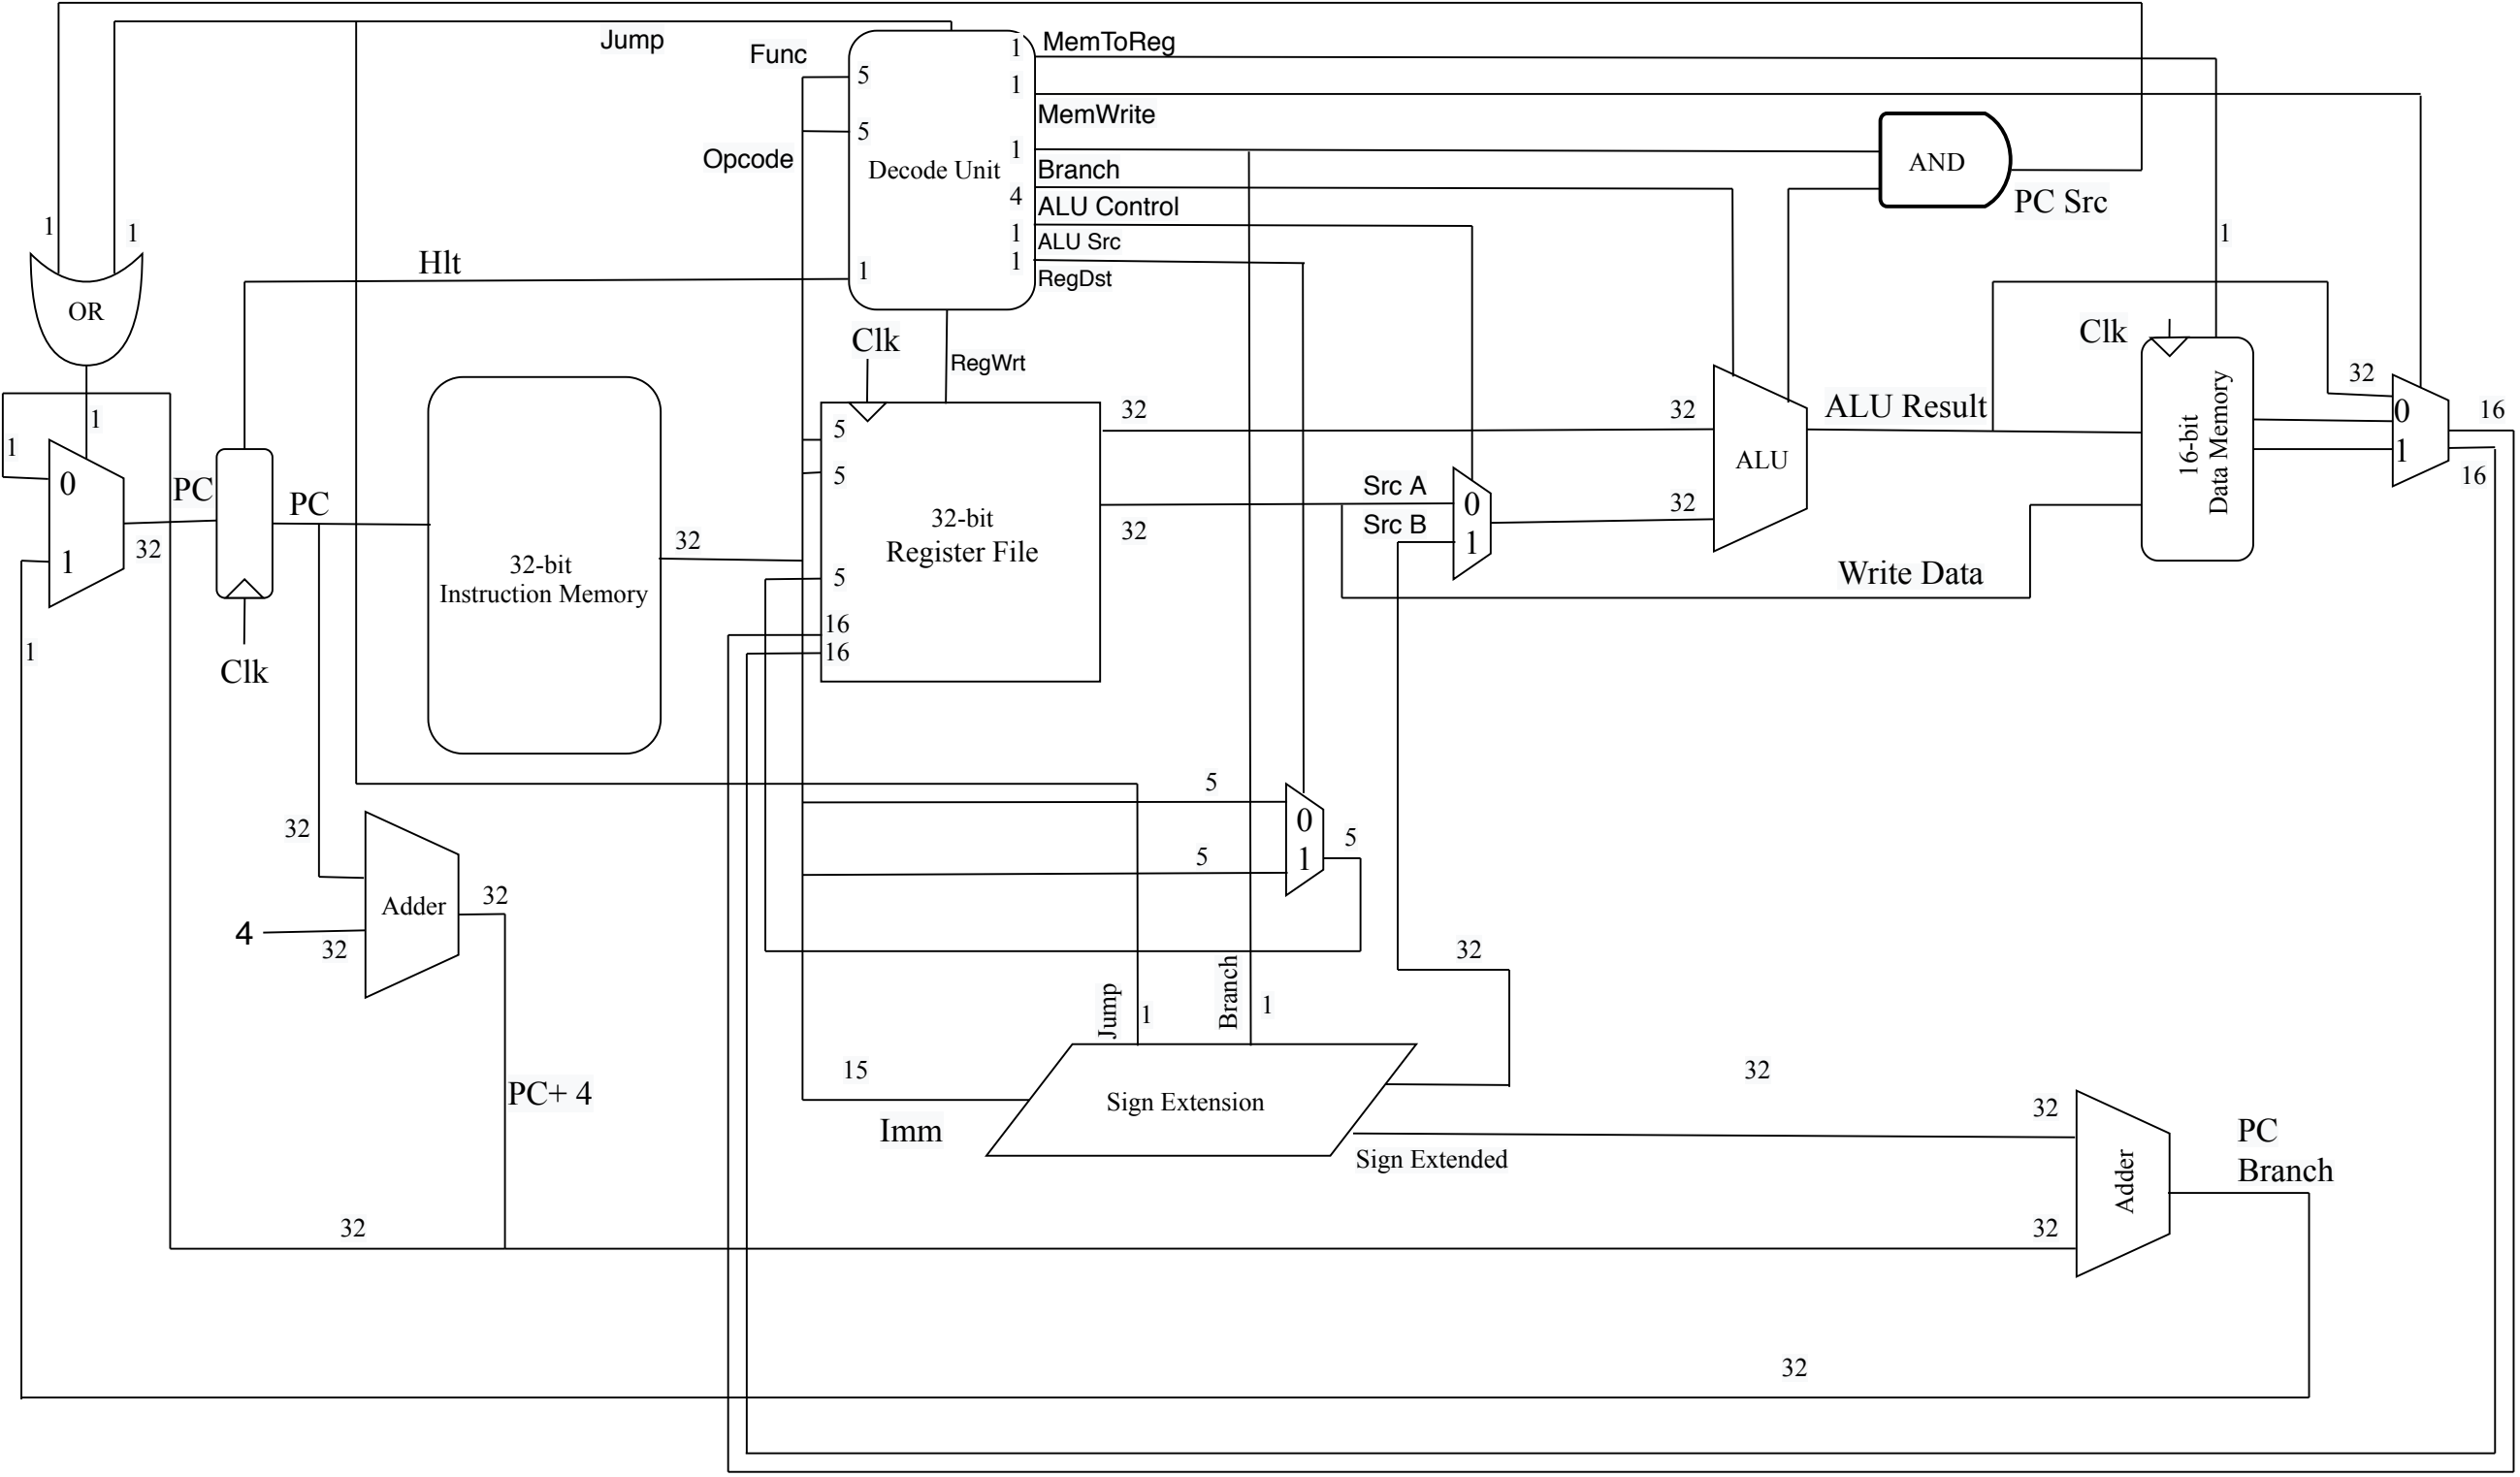 Jump
Func
5
Opcode
5
Decode Unit
1
MemToReg
1
MemWrite
1
Branch
4
ALU Control
1
ALU Src
1
RegDst
AND
PC Src
1
1
1
OR
Hlt
1
Clk
RegWrt
Clk
1
1
0
1
1
PC
32
PC
Clk
32-bit
Instruction Memory
32
5
5
5
16
16
32-bit
Register File
32
32
Src A
Src B
0
1
32
32
ALU
ALU Result
Write Data
16-bit
Data Memory
32
0
1
16
16
5
5
0
1
5
32
4
32
Adder
32
PC+ 4
32
Jump
1
Branch
1
32
15
Imm
Sign Extension
Sign Extended
32
32
32
Adder
PC
Branch
32